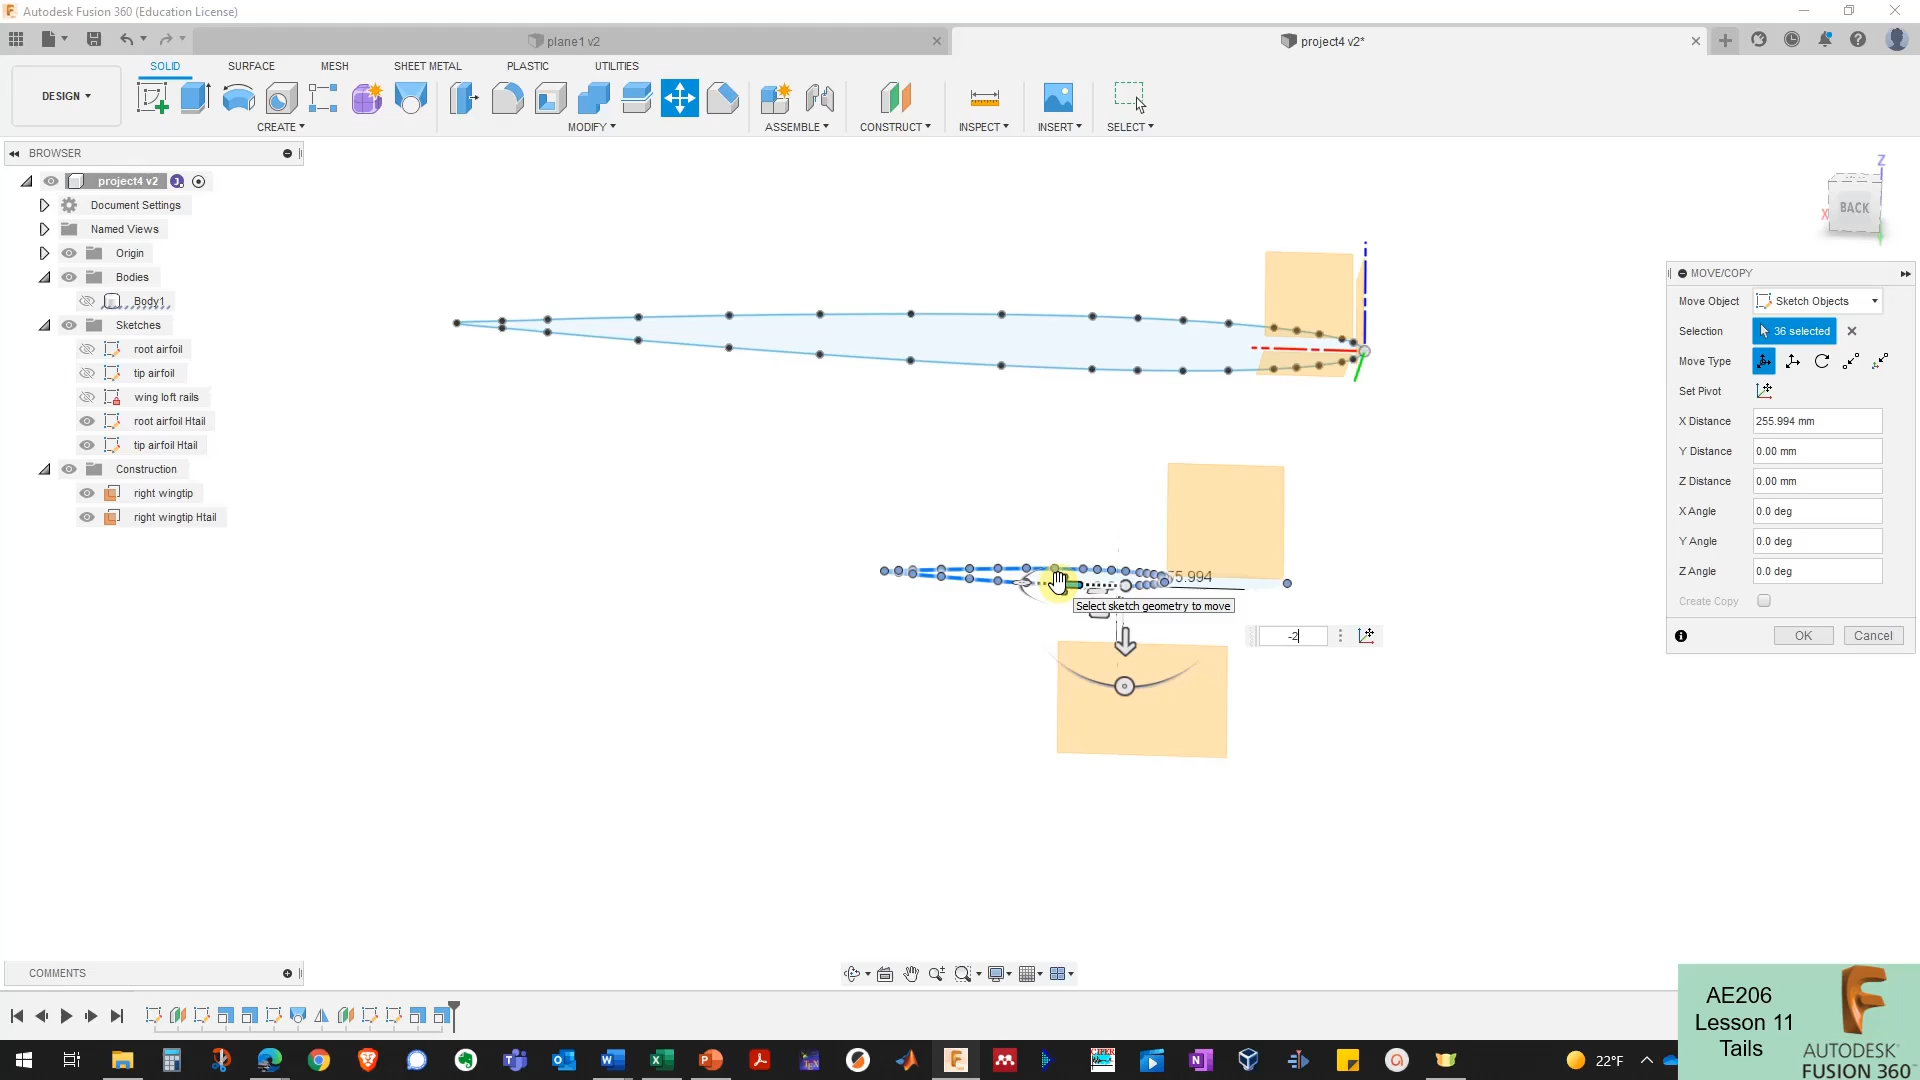 Autodesk Fusion 360 (Education License)
plane1 v2
project4 v2*
SOLID
SURFACE
MESH
SHEET METAL
PLASTIC
UTILITIES
DESIGN
CREATE
MODIFY
ASSEMBLE
CONSTRUCT
INSPECT
INSERT
SELECT
BROWSER
project4 v2
Document Settings
Named Views
Origin
Bodies
Body1
Sketches
root airfoil
tip airfoil
wing loft rails
root airfoil Htail
tip airfoil Htail
Construction
right wingtip
right wingtip Htail
Z
X
BACK
MOVE/COPY
Move Object
Sketch Objects
Selection
36 selected
Move Type
Set Pivot
X Distance
255.994 mm
Y Distance
0.00 mm
Z Distance
0.00 mm
X Angle
0.0 deg
Y Angle
0.0 deg
Z Angle
0.0 deg
Create Copy
OK
Cancel
55.994
Select sketch geometry to move
-2
COMMENTS
AE206
Lesson 11
Tails
AUTODESK
FUSION 360
22°F